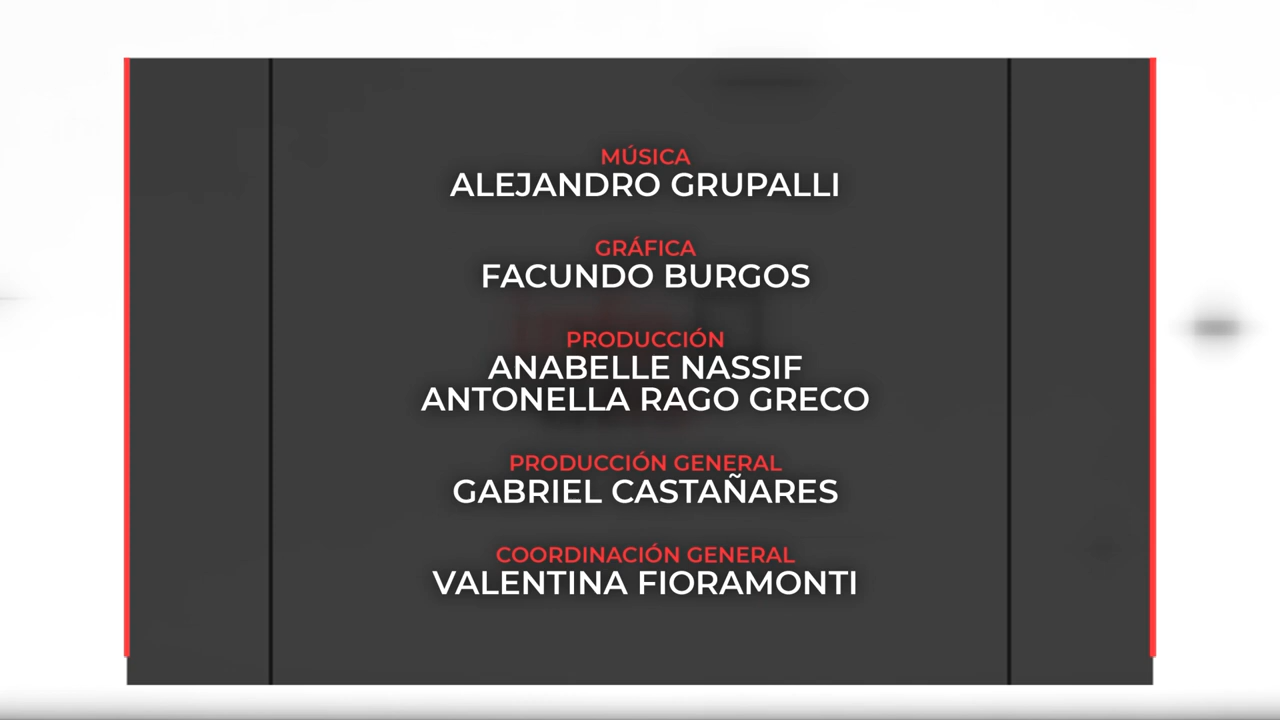 MÚSICA
ALEJANDRO GRUPALLI
GRÁFICA
FACUNDO BURGOS
PRODUCCIÓN
ANABELLE NASSIF
ANTONELLA RAGO GRECO
PRODUCCIÓN GENERAL
GABRIEL CASTAÑARES
COORDINACIÓN GENERAL
VALENTINA FIORAMONTI